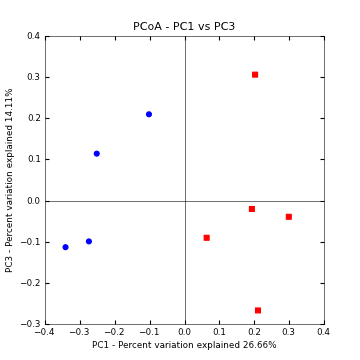 PCoA - PC1 vs PC3
0.4
0.3
0.2
0.1
0.0
−0.1
−0.2
−0.3
PC3 - Percent variation explained 14.11%
−0.4 −0.3 −0.2 −0.1 0.0 0.1 0.2 0.3 0.4
PC1 - Percent variation explained 26.66%